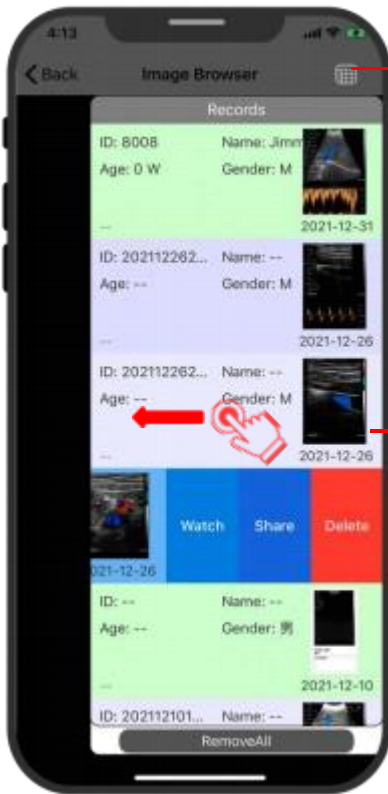 4:13
Back Image Browser
Records
ID: 8008 Name: Jimm
Age: 0 W Gender: M
--
2021-12-31
ID: 202112262... Name: --
Age: -- Gender: M
--
2021-12-26
ID: 202112262... Name: --
Age: -- Gender: M
--
2021-12-26
Watch Share Delete
021-12-26
ID: -- Name: --
Age: -- Gender: 男
--
2021-12-10
ID: 202112101... Name: --
RemoveAll